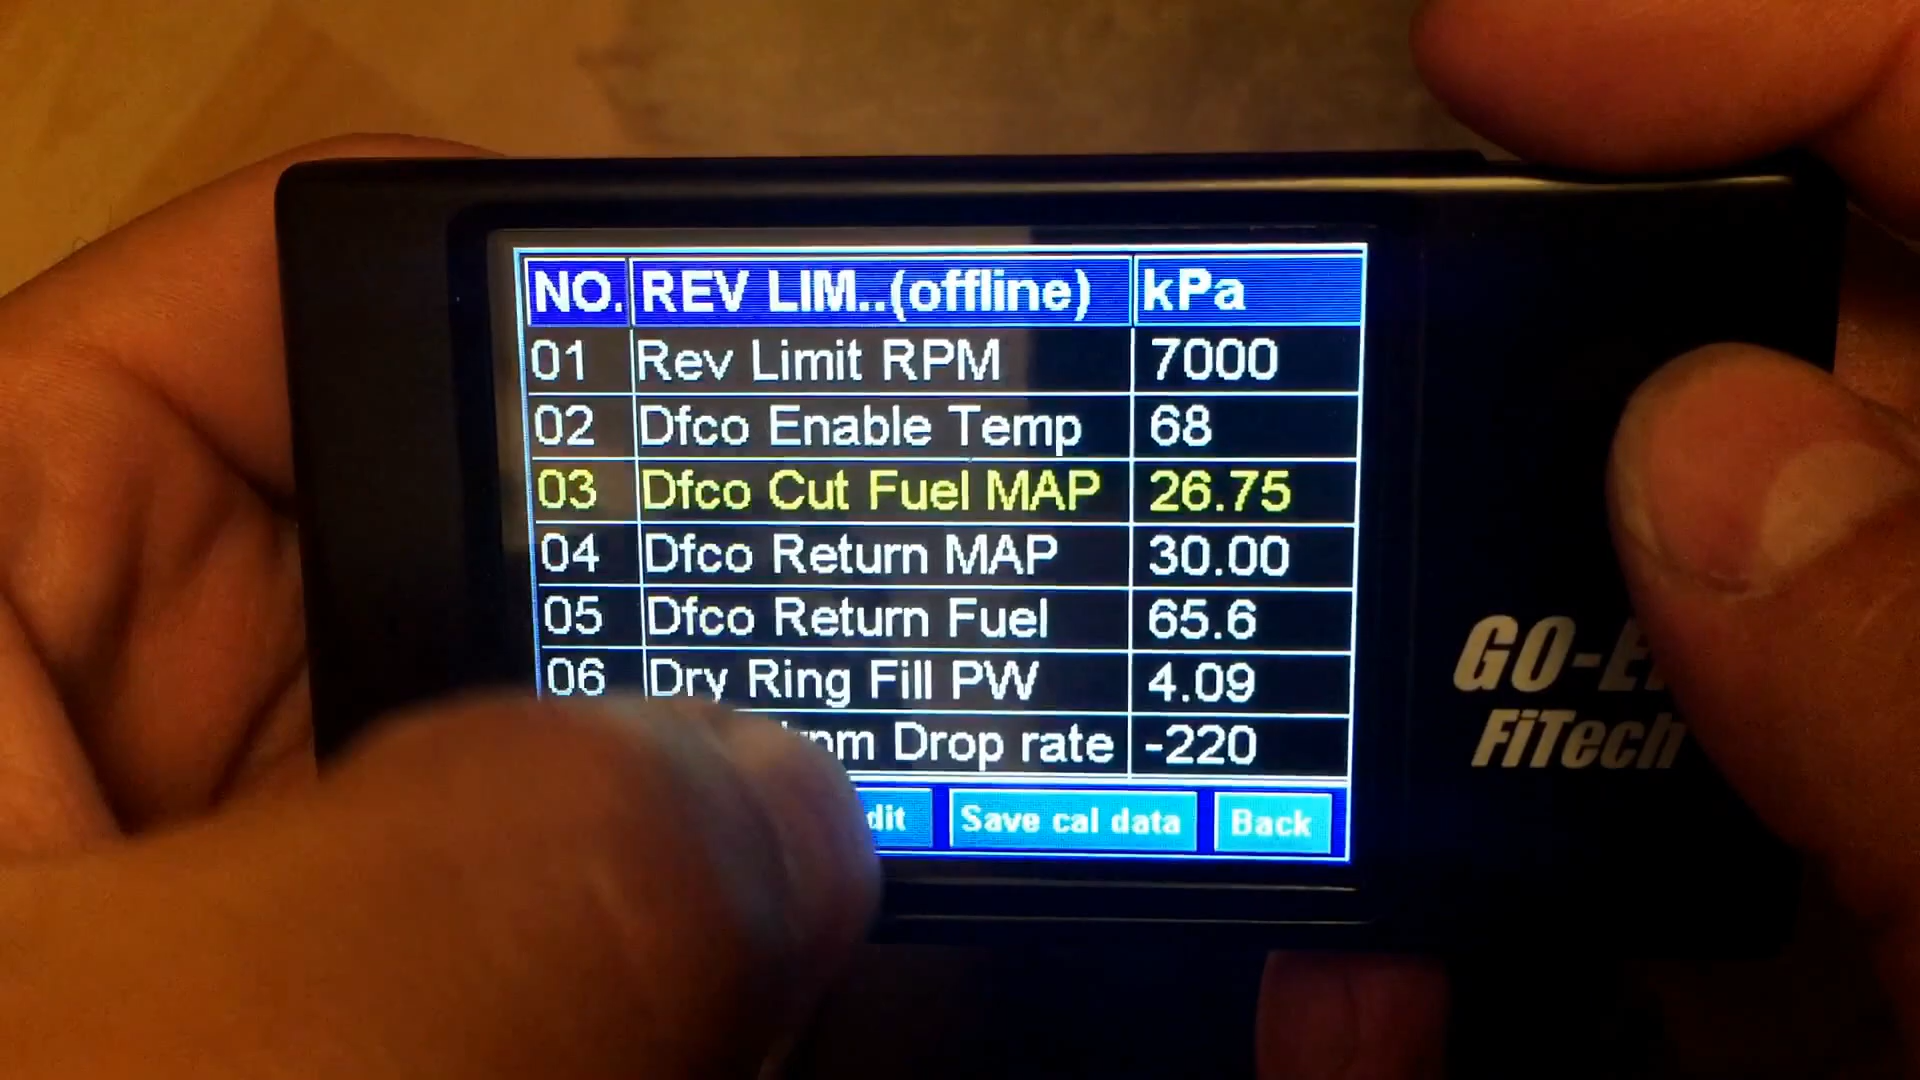 NO. REV LIM..(offline) kPa
01 Rev Limit RPM 7000
02 Dfco Enable Temp 68
03 Dfco Cut Fuel MAP 26.75
04 Dfco Return MAP 30.00
05 Dfco Return Fuel 65.6
06 Dry Ring Fill PW 4.09
Drop rate -220
Save cal data Back
FiTech